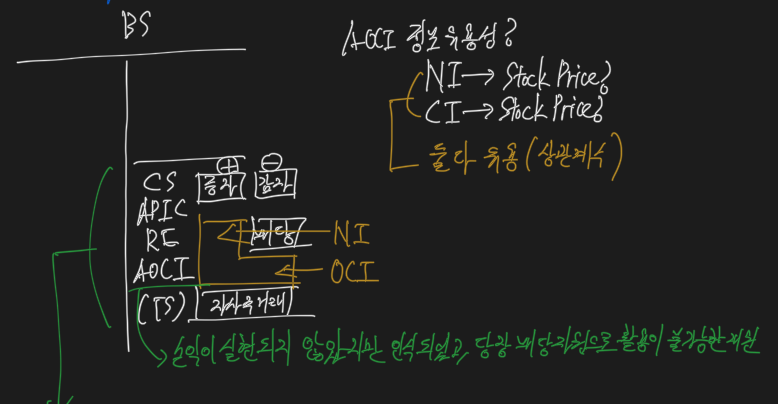 BS
AOCI 정보유용성?
NI → Stock Price?
CI → Stock Price?
둘다 유용 (상관계수)
CS 증자 ⊕ 감자 ⊖
APIC
RE 배당 NI
AOCI OCI
(TS) 자사주거래
손익이 실현되지 않았지만 인식되었고, 당장 배당지원으로 활용이 불가능한 재원